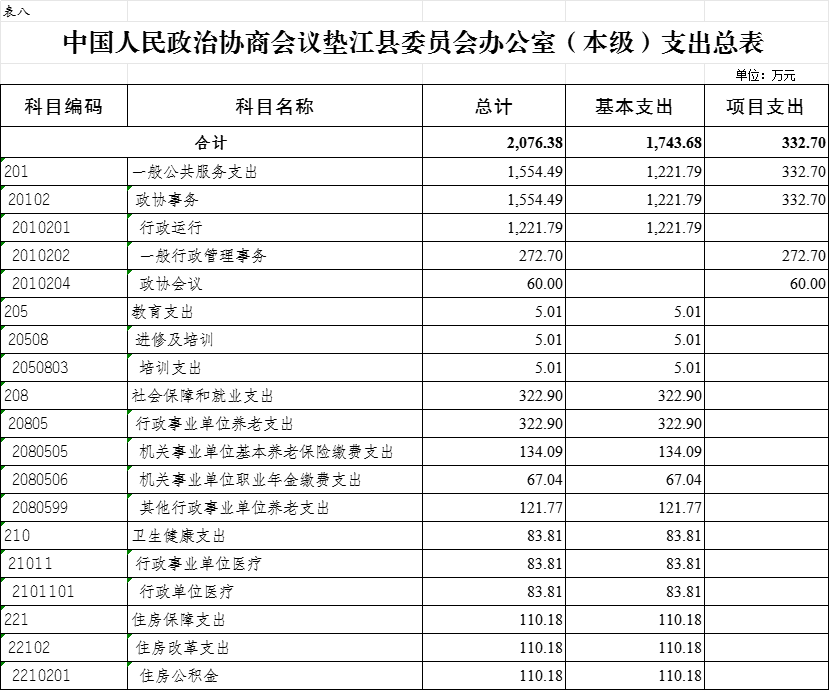 表八
中国人民政治协商会议垫江县委员会办公室（本级）支出总表
单位：万元
科目编码 科目名称 总计 基本支出 项目支出
合计 2,076.38 1,743.68 332.70
201 一般公共服务支出 1,554.49 1,221.79 332.70
20102 政协事务 1,554.49 1,221.79 332.70
2010201 行政运行 1,221.79 1,221.79
2010202 一般行政管理事务 272.70 272.70
2010204 政协会议 60.00 60.00
205 教育支出 5.01 5.01
20508 进修及培训 5.01 5.01
2050803 培训支出 5.01 5.01
208 社会保障和就业支出 322.90 322.90
20805 行政事业单位养老支出 322.90 322.90
2080505 机关事业单位基本养老保险缴费支出 134.09 134.09
2080506 机关事业单位职业年金缴费支出 67.04 67.04
2080599 其他行政事业单位养老支出 121.77 121.77
210 卫生健康支出 83.81 83.81
21011 行政事业单位医疗 83.81 83.81
2101101 行政单位医疗 83.81 83.81
221 住房保障支出 110.18 110.18
22102 住房改革支出 110.18 110.18
2210201 住房公积金 110.18 110.18